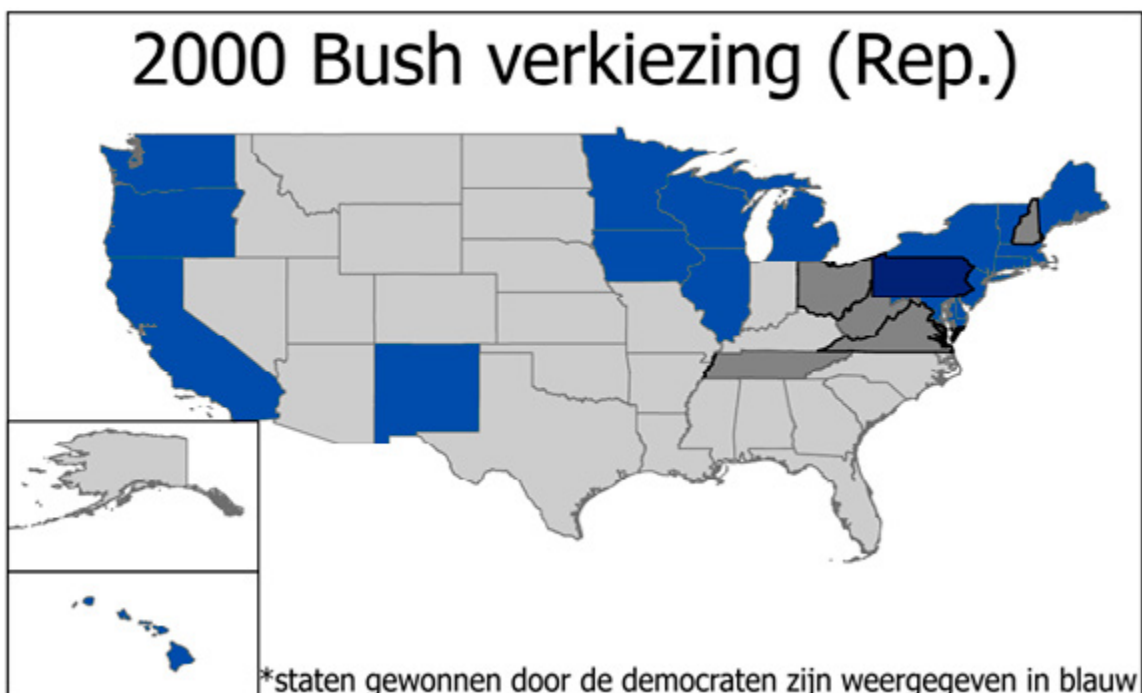 2000 Bush verkiezing (Rep.)
*staten gewonnen door de democraten zijn weergegeven in blauw